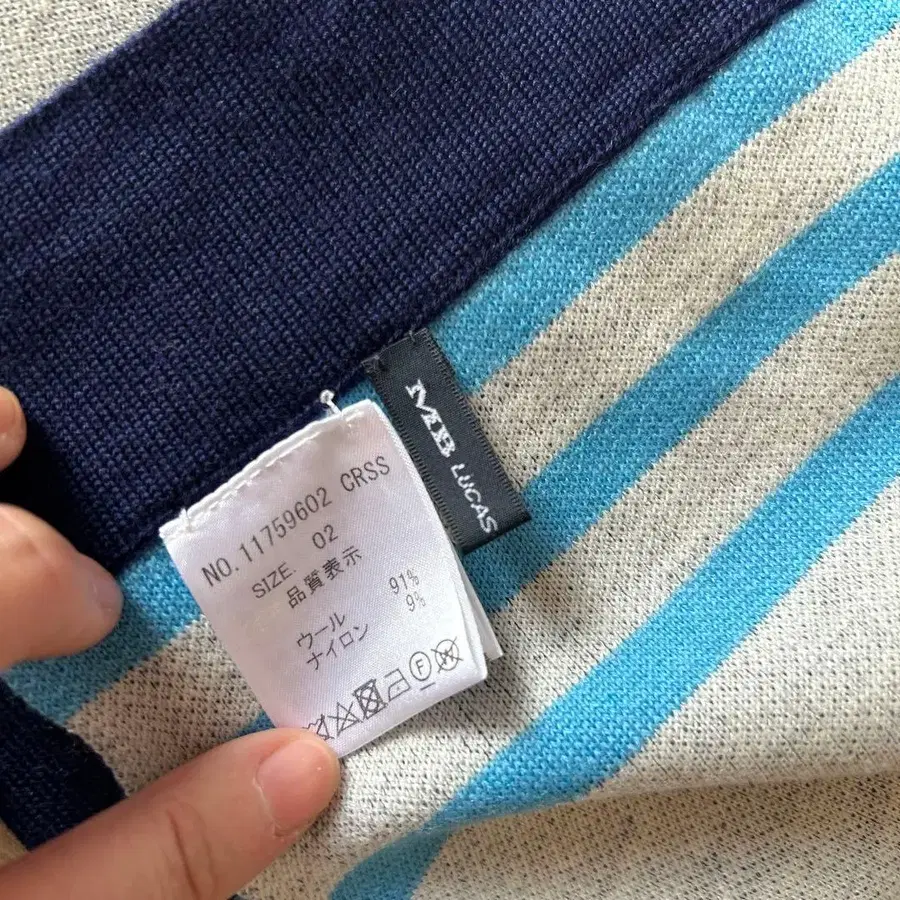 MB LUCAS
NO. 11759602 CRSS
SIZE. 02
品質表示
ウール 91%
ナイロン 9%
F
W